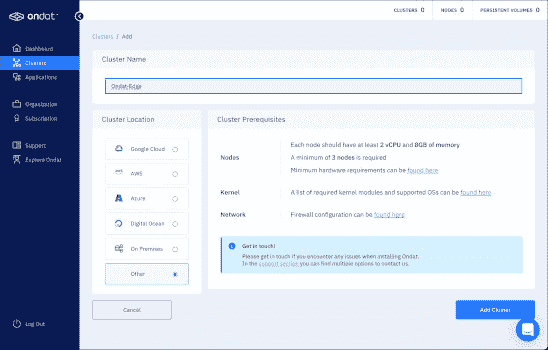 ondat
CLUSTERS 0
NODES 0
PERSISTENT VOLUMES 0
Clusters / Add
Dashboard
Clusters
Applications
Organization
Subscription
Support
Explore Ondat
Log Out
Cluster Name
Ondat-Edge
Cluster Location
Google Cloud
AWS
Azure
Digital Ocean
On Premises
Other
Cluster Prerequisites
Nodes
Each node should have at least 2 vCPU and 8GB of memory
A minimum of 3 nodes is required
Minimum hardware requirements can be found here
Kernel
A list of required kernel modules and supported OSs can be found here
Network
Firewall configuration can be found here
Get in touch!
Please get in touch if you encounter any issues when installing Ondat.
In the support section you can find multiple options to contact us.
Cancel
Add Cluster